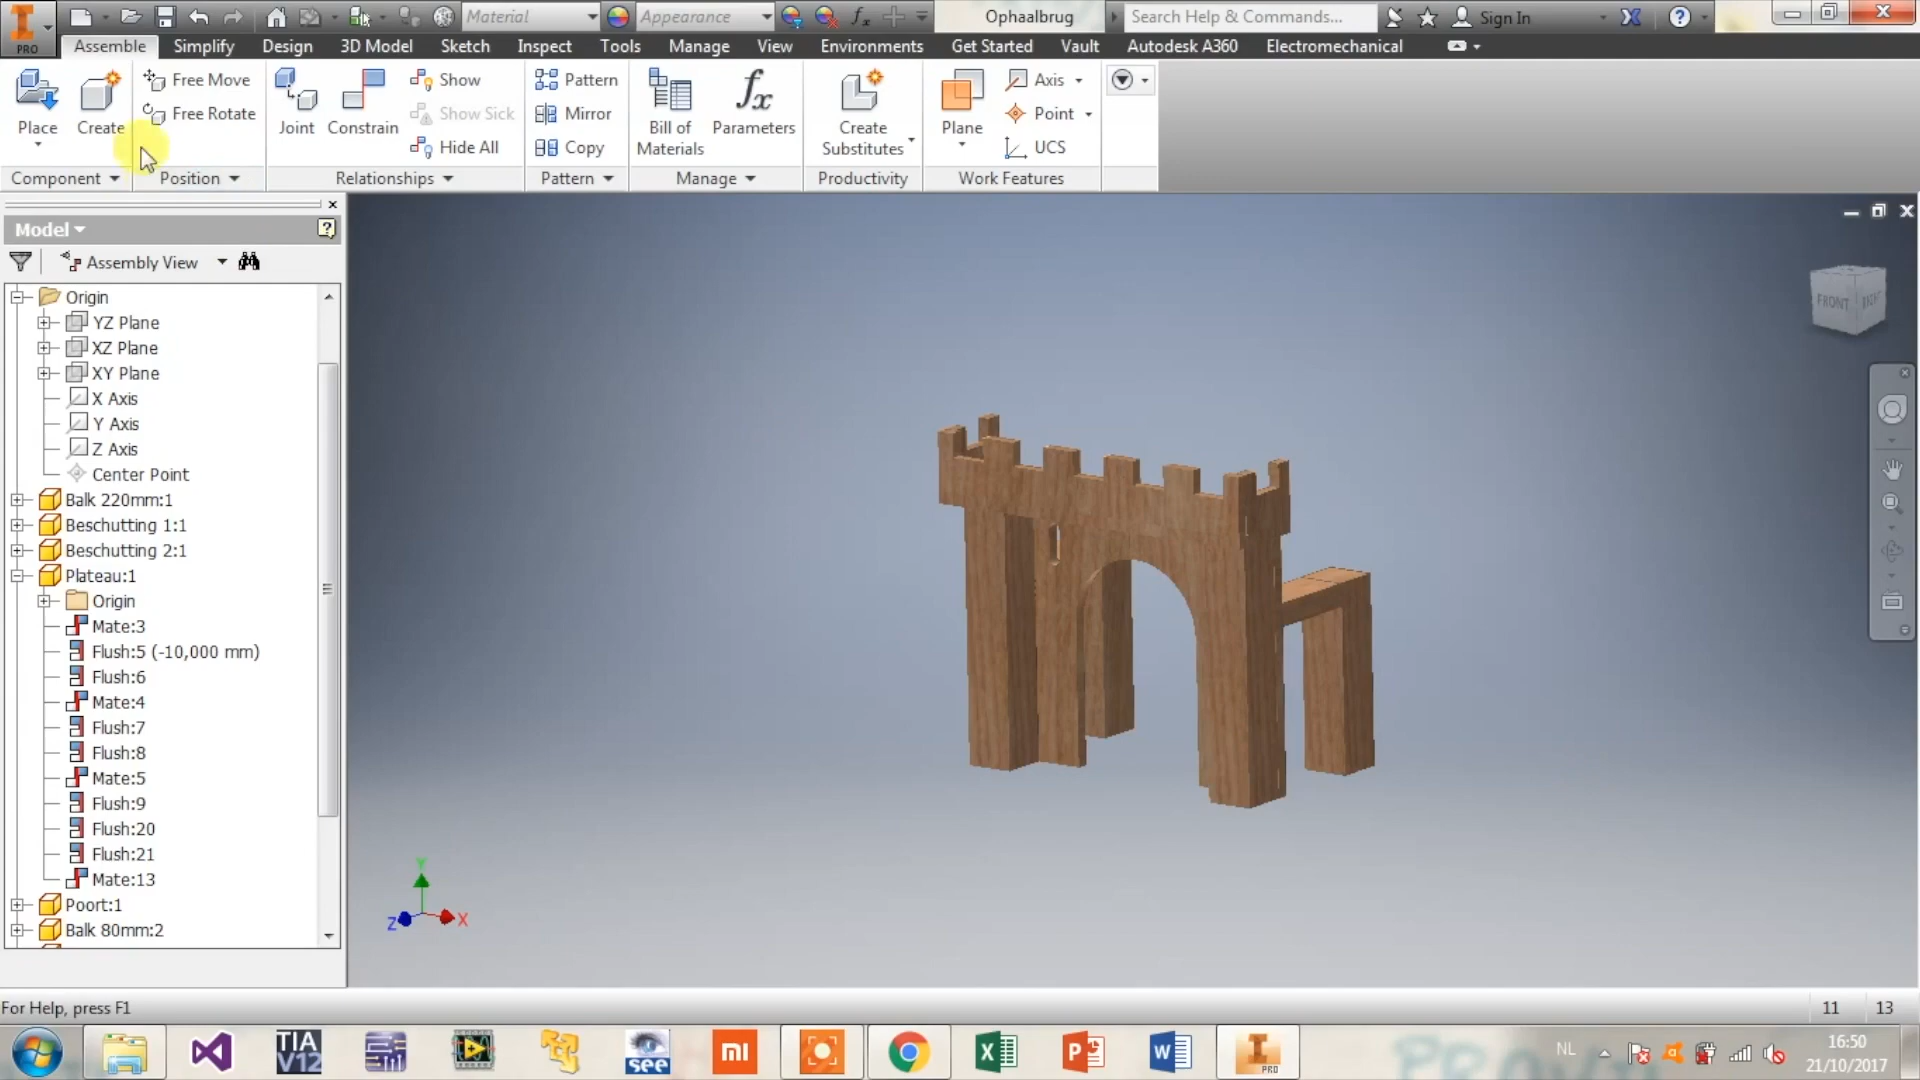 Material
Appearance
fx
Ophaalbrug
Search Help & Commands...
Sign In
PRO
Assemble
Simplify
Design
3D Model
Sketch
Inspect
Tools
Manage
View
Environments
Get Started
Vault
Autodesk A360
Electromechanical
Place
Create
Free Move
Free Rotate
Joint
Constrain
Show
Show Sick
Hide All
Pattern
Mirror
Copy
Bill of
Materials
fx
Parameters
Create
Substitutes
Plane
Axis
Point
UCS
Component
Position
Relationships
Pattern
Manage
Productivity
Work Features
Model
Assembly View
Origin
YZ Plane
XZ Plane
XY Plane
X Axis
Y Axis
Z Axis
Center Point
Balk 220mm:1
Beschutting 1:1
Beschutting 2:1
Plateau:1
Origin
Mate:3
Flush:5 (-10,000 mm)
Flush:6
Mate:4
Flush:7
Flush:8
Mate:5
Flush:9
Flush:20
Flush:21
Mate:13
Poort:1
Balk 80mm:2
FRONT
Y
Z
X
For Help, press F1
11
13
TIA
V12
see
mi
PRO
NL
16:50
21/10/2017